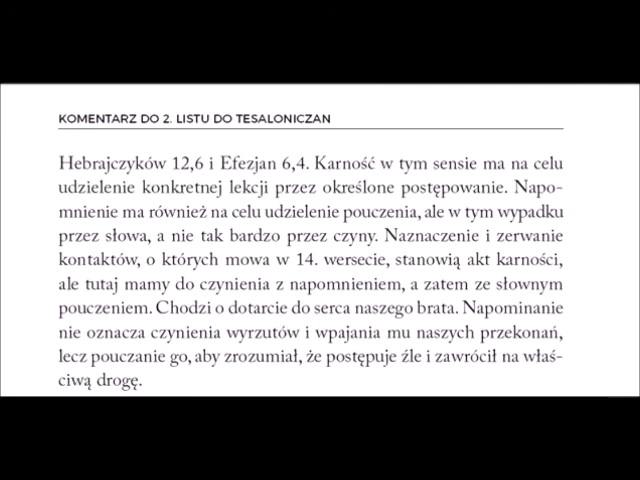 KOMENTARZ DO 2. LISTU DO TESALONICZAN
Hebrajczyków 12,6 i Efezjan 6,4. Karność w tym sensie ma na celu
udzielenie konkretnej lekcji przez określone postępowanie. Napo-
mnienie ma również na celu udzielenie pouczenia, ale w tym wypadku
przez słowa, a nie tak bardzo przez czyny. Naznaczenie i zerwanie
kontaktów, o których mowa w 14. wersecie, stanowią akt karności,
ale tutaj mamy do czynienia z napomnieniem, a zatem ze słownym
pouczeniem. Chodzi o dotarcie do serca naszego brata. Napominanie
nie oznacza czynienia wyrzutów i wpajania mu naszych przekonań,
lecz pouczanie go, aby zrozumiał, że postępuje źle i zawrócił na właś-
ciwą drogę.